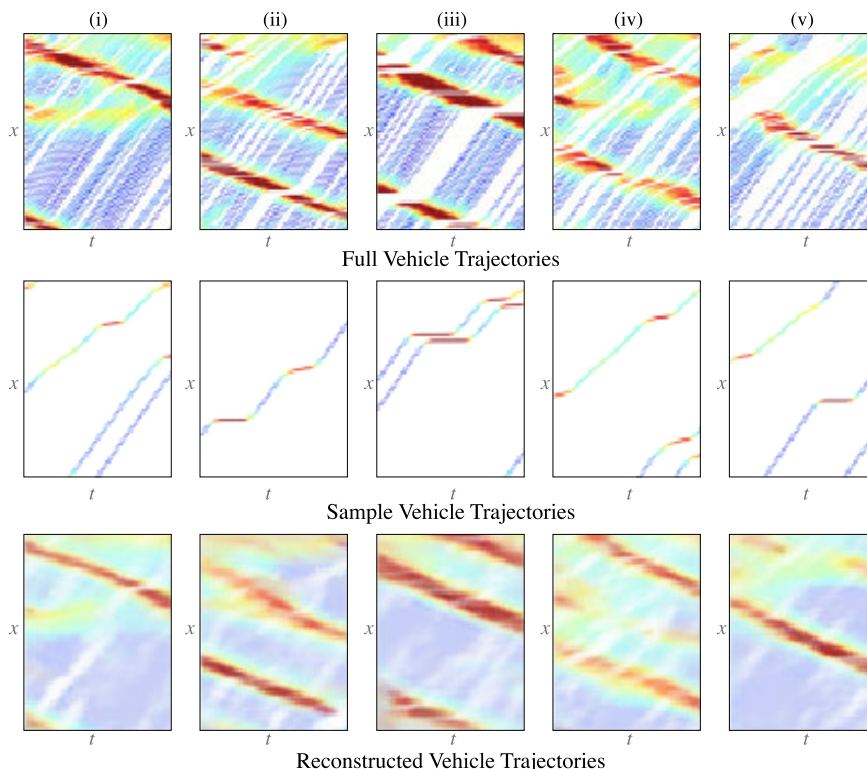 (i) (ii) (iii) (iv) (v)
x x x x x
t t t t t
Full Vehicle Trajectories
x x x x x
t t t t t
Sample Vehicle Trajectories
x x x x x
t t t t t
Reconstructed Vehicle Trajectories